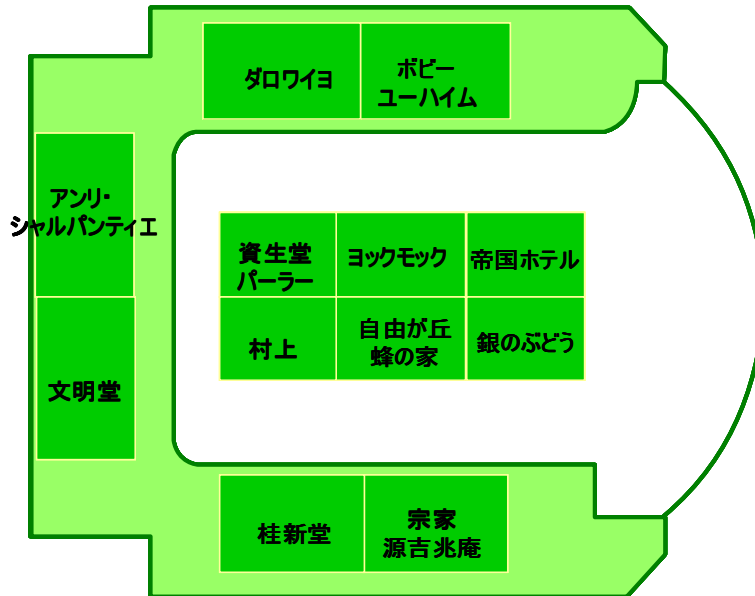 ダロワイヨ
ボビー
ユーハイム
アンリ・
シャルパンティエ
資生堂
パーラー
ヨックモック
帝国ホテル
村上
自由が丘
蜂の家
銀のぶどう
文明堂
桂新堂
宗家
源吉兆庵